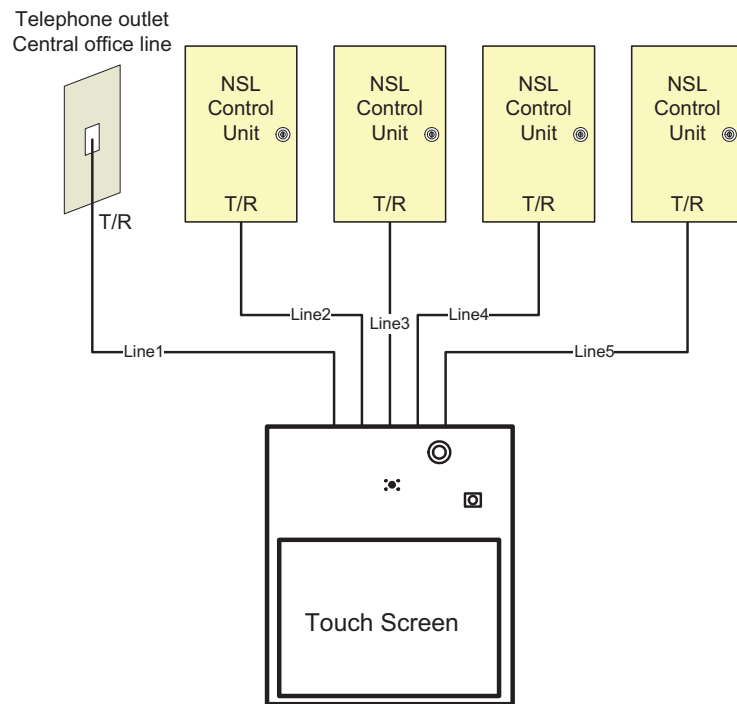 Telephone outlet
Central office line
T/R
NSL
Control
Unit
T/R
NSL
Control
Unit
T/R
NSL
Control
Unit
T/R
NSL
Control
Unit
T/R
Line1
Line2
Line3
Line4
Line5
Touch Screen